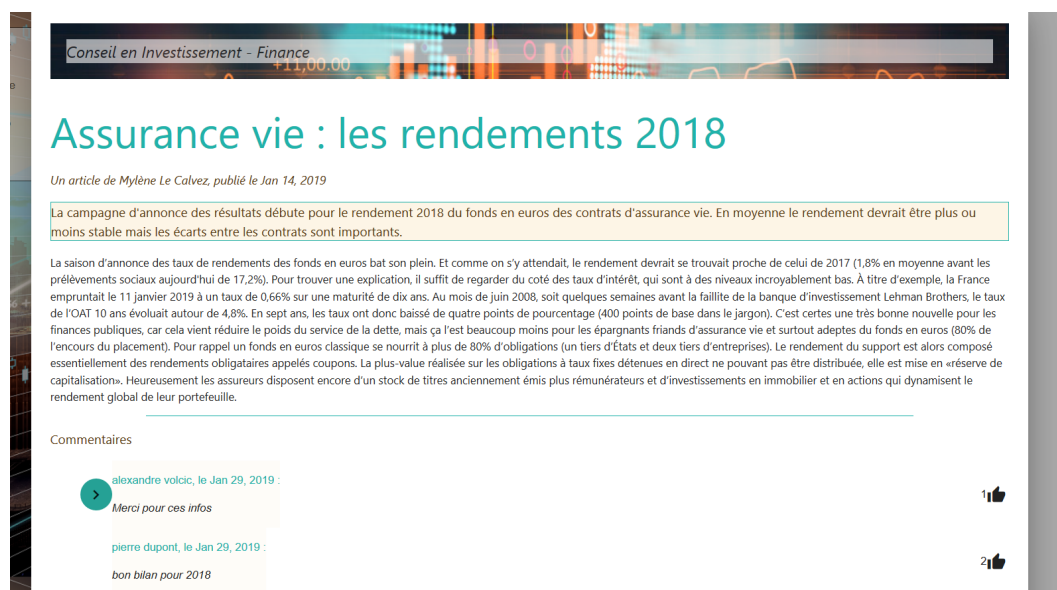 Conseil en Investissement - Finance
+11,00.00
Assurance vie : les rendements 2018
Un article de Mylène Le Calvez, publié le Jan 14, 2019
La campagne d'annonce des résultats débute pour le rendement 2018 du fonds en euros des contrats d'assurance vie. En moyenne le rendement devrait être plus ou
moins stable mais les écarts entre les contrats sont importants.
La saison d'annonce des taux de rendements des fonds en euros bat son plein. Et comme on s'y attendait, le rendement devrait se trouvait proche de celui de 2017 (1,8% en moyenne avant les
prélèvements sociaux aujourd'hui de 17,2%). Pour trouver une explication, il suffit de regarder du coté des taux d'intérêt, qui sont à des niveaux incroyablement bas. À titre d'exemple, la France
empruntait le 11 janvier 2019 à un taux de 0,66% sur une maturité de dix ans. Au mois de juin 2008, soit quelques semaines avant la faillite de la banque d'investissement Lehman Brothers, le taux
de l'OAT 10 ans évoluait autour de 4,8%. En sept ans, les taux ont donc baissé de quatre points de pourcentage (400 points de base dans le jargon). C'est certes une très bonne nouvelle pour les
finances publiques, car cela vient réduire le poids du service de la dette, mais ça l'est beaucoup moins pour les épargnants friands d'assurance vie et surtout adeptes du fonds en euros (80% de
l'encours du placement). Pour rappel un fonds en euros classique se nourrit à plus de 80% d'obligations (un tiers d'États et deux tiers d'entreprises). Le rendement du support est alors composé
essentiellement des rendements obligataires appelés coupons. La plus-value réalisée sur les obligations à taux fixes détenues en direct ne pouvant pas être distribuée, elle est mise en «réserve de
capitalisation». Heureusement les assureurs disposent encore d'un stock de titres anciennement émis plus rémunérateurs et d'investissements en immobilier et en actions qui dynamisent le
rendement global de leur portefeuille.
Commentaires
alexandre volcic, le Jan 29, 2019 :
Merci pour ces infos
1
pierre dupont, le Jan 29, 2019 :
bon bilan pour 2018
2